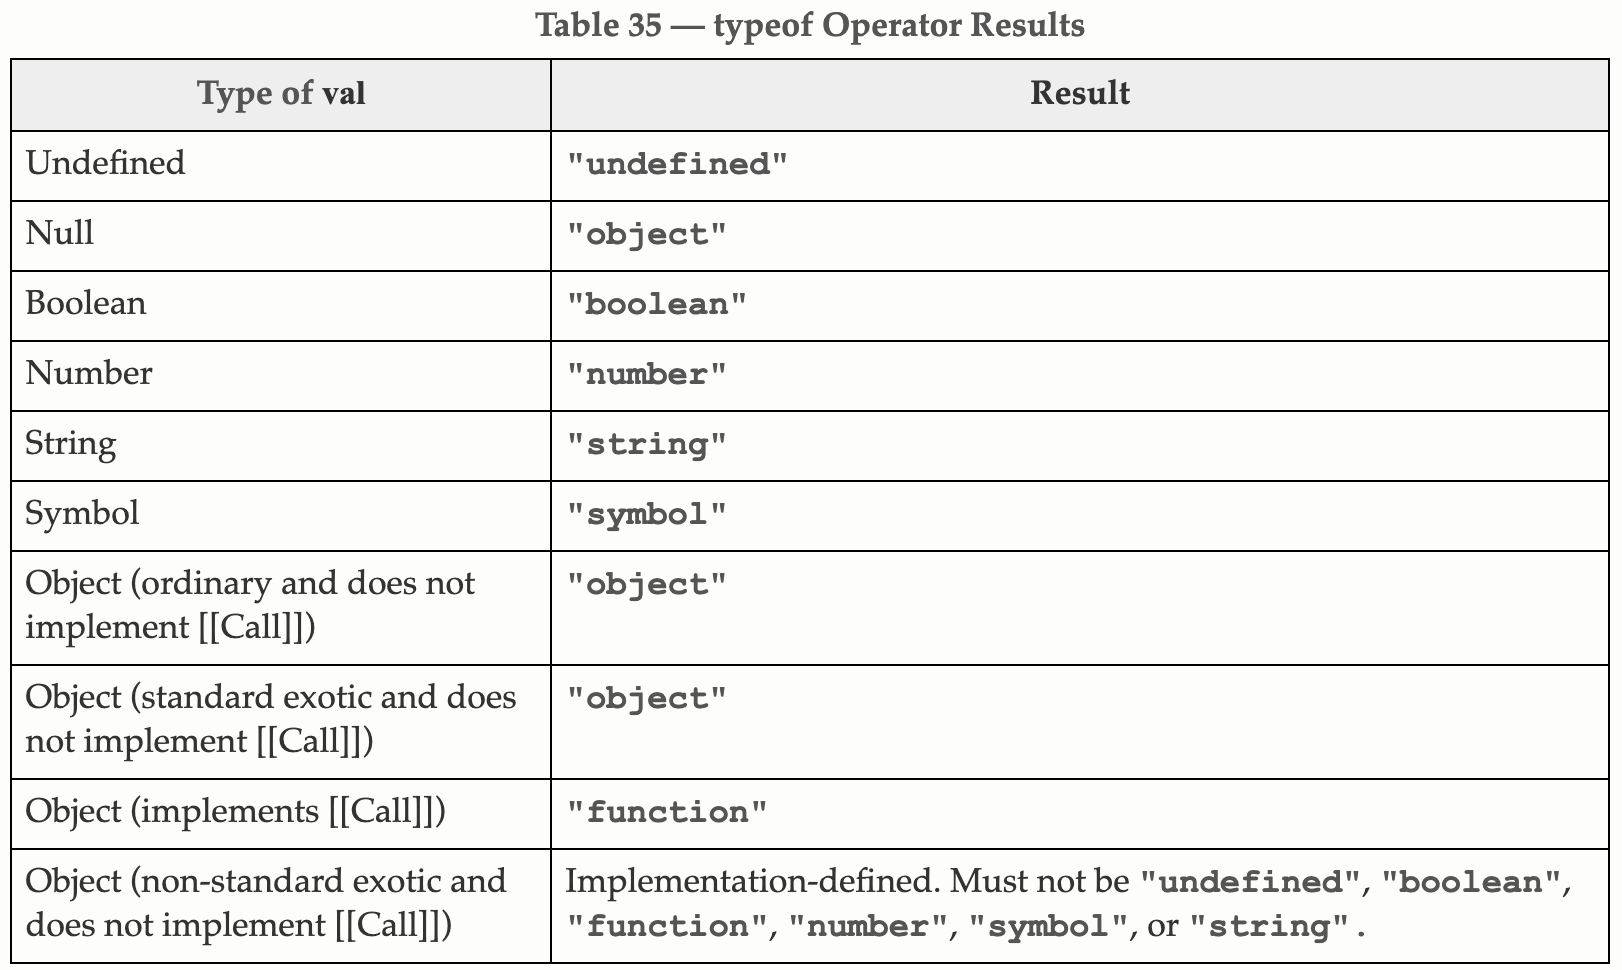 Table 35 — typeof Operator Results
Type of val
Result
Undefined
"undefined"
Null
"object"
Boolean
"boolean"
Number
"number"
String
"string"
Symbol
"symbol"
Object (ordinary and does not
implement [[Call]])
"object"
Object (standard exotic and does
not implement [[Call]])
"object"
Object (implements [[Call]])
"function"
Object (non-standard exotic and
does not implement [[Call]])
Implementation-defined. Must not be "undefined", "boolean",
"function", "number", "symbol", or "string".